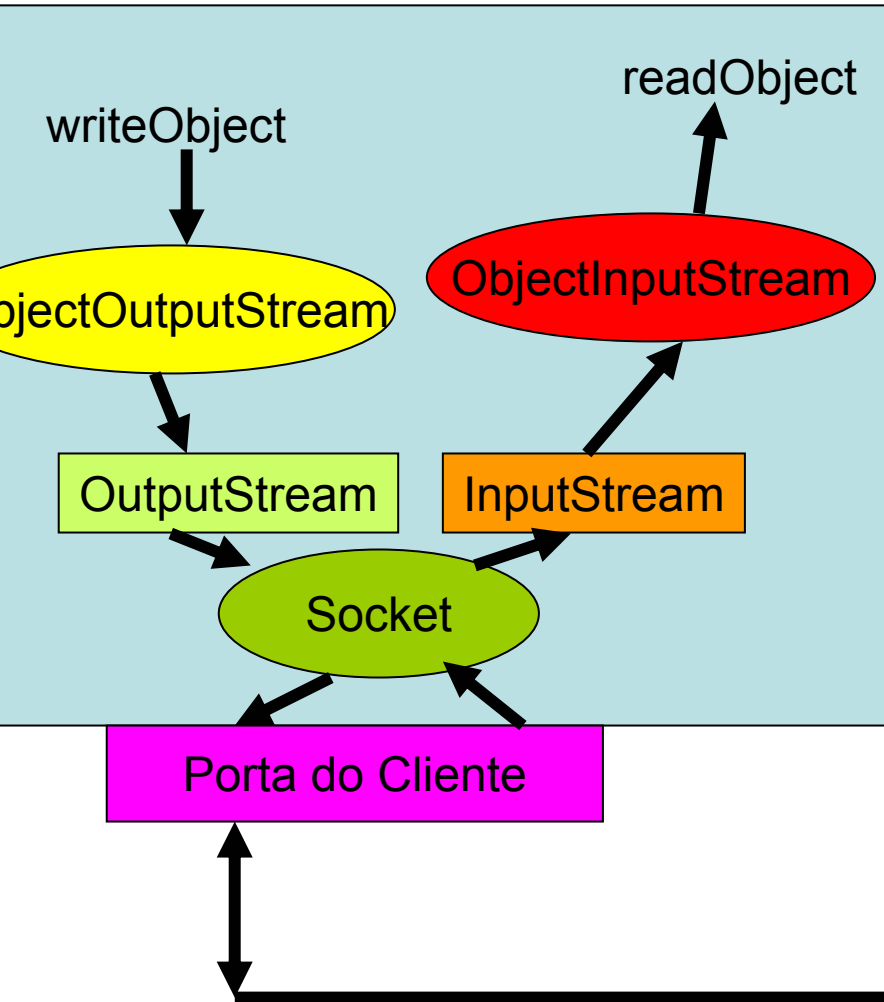 readObject
writeObject
bjectOutputStream
ObjectInputStream
OutputStream
InputStream
Socket
Porta do Cliente